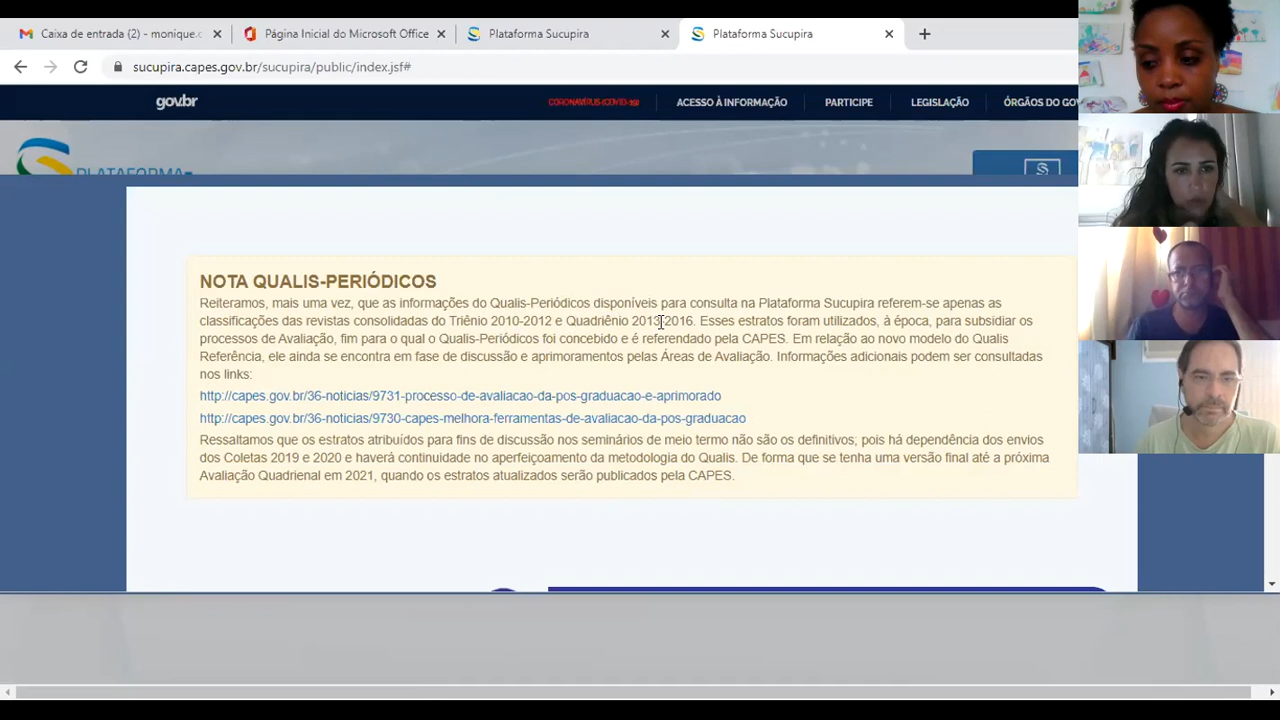 Caixa de entrada (2) - monique.c
Página Inicial do Microsoft Office
Plataforma Sucupira
Plataforma Sucupira
sucupira.capes.gov.br/sucupira/public/index.jsf#
gov.br
CORONAVÍRUS (COVID-19)
ACESSO À INFORMAÇÃO
PARTICIPE
LEGISLAÇÃO
ÓRGÃOS DO GOV
PLATAFORMA
NOTA QUALIS-PERIÓDICOS
Reiteramos, mais uma vez, que as informações do Qualis-Periódicos disponíveis para consulta na Plataforma Sucupira referem-se apenas as
classificações das revistas consolidadas do Triênio 2010-2012 e Quadriênio 2013-2016. Esses estratos foram utilizados, à época, para subsidiar os
processos de Avaliação, fim para o qual o Qualis-Periódicos foi concebido e é referendado pela CAPES. Em relação ao novo modelo do Qualis
Referência, ele ainda se encontra em fase de discussão e aprimoramentos pelas Áreas de Avaliação. Informações adicionais podem ser consultadas
nos links:
http://capes.gov.br/36-noticias/9731-processo-de-avaliacao-da-pos-graduacao-e-aprimorado
http://capes.gov.br/36-noticias/9730-capes-melhora-ferramentas-de-avaliacao-da-pos-graduacao
Ressaltamos que os estratos atribuídos para fins de discussão nos seminários de meio termo não são os definitivos, pois há dependência dos envios
dos Coletas 2019 e 2020 e haverá continuidade no aperfeiçoamento da metodologia do Qualis. De forma que se tenha uma versão final até a próxima
Avaliação Quadrienal em 2021, quando os estratos atualizados serão publicados pela CAPES.